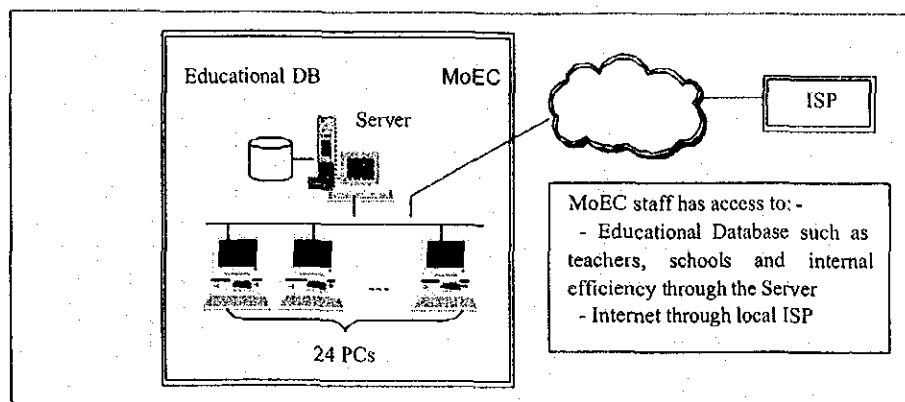 Educational DB MoEC
Server
ISP
24 PCs
MoEC staff has access to: -
- Educational Database such as
teachers, schools and internal
efficiency through the Server
- Internet through local ISP